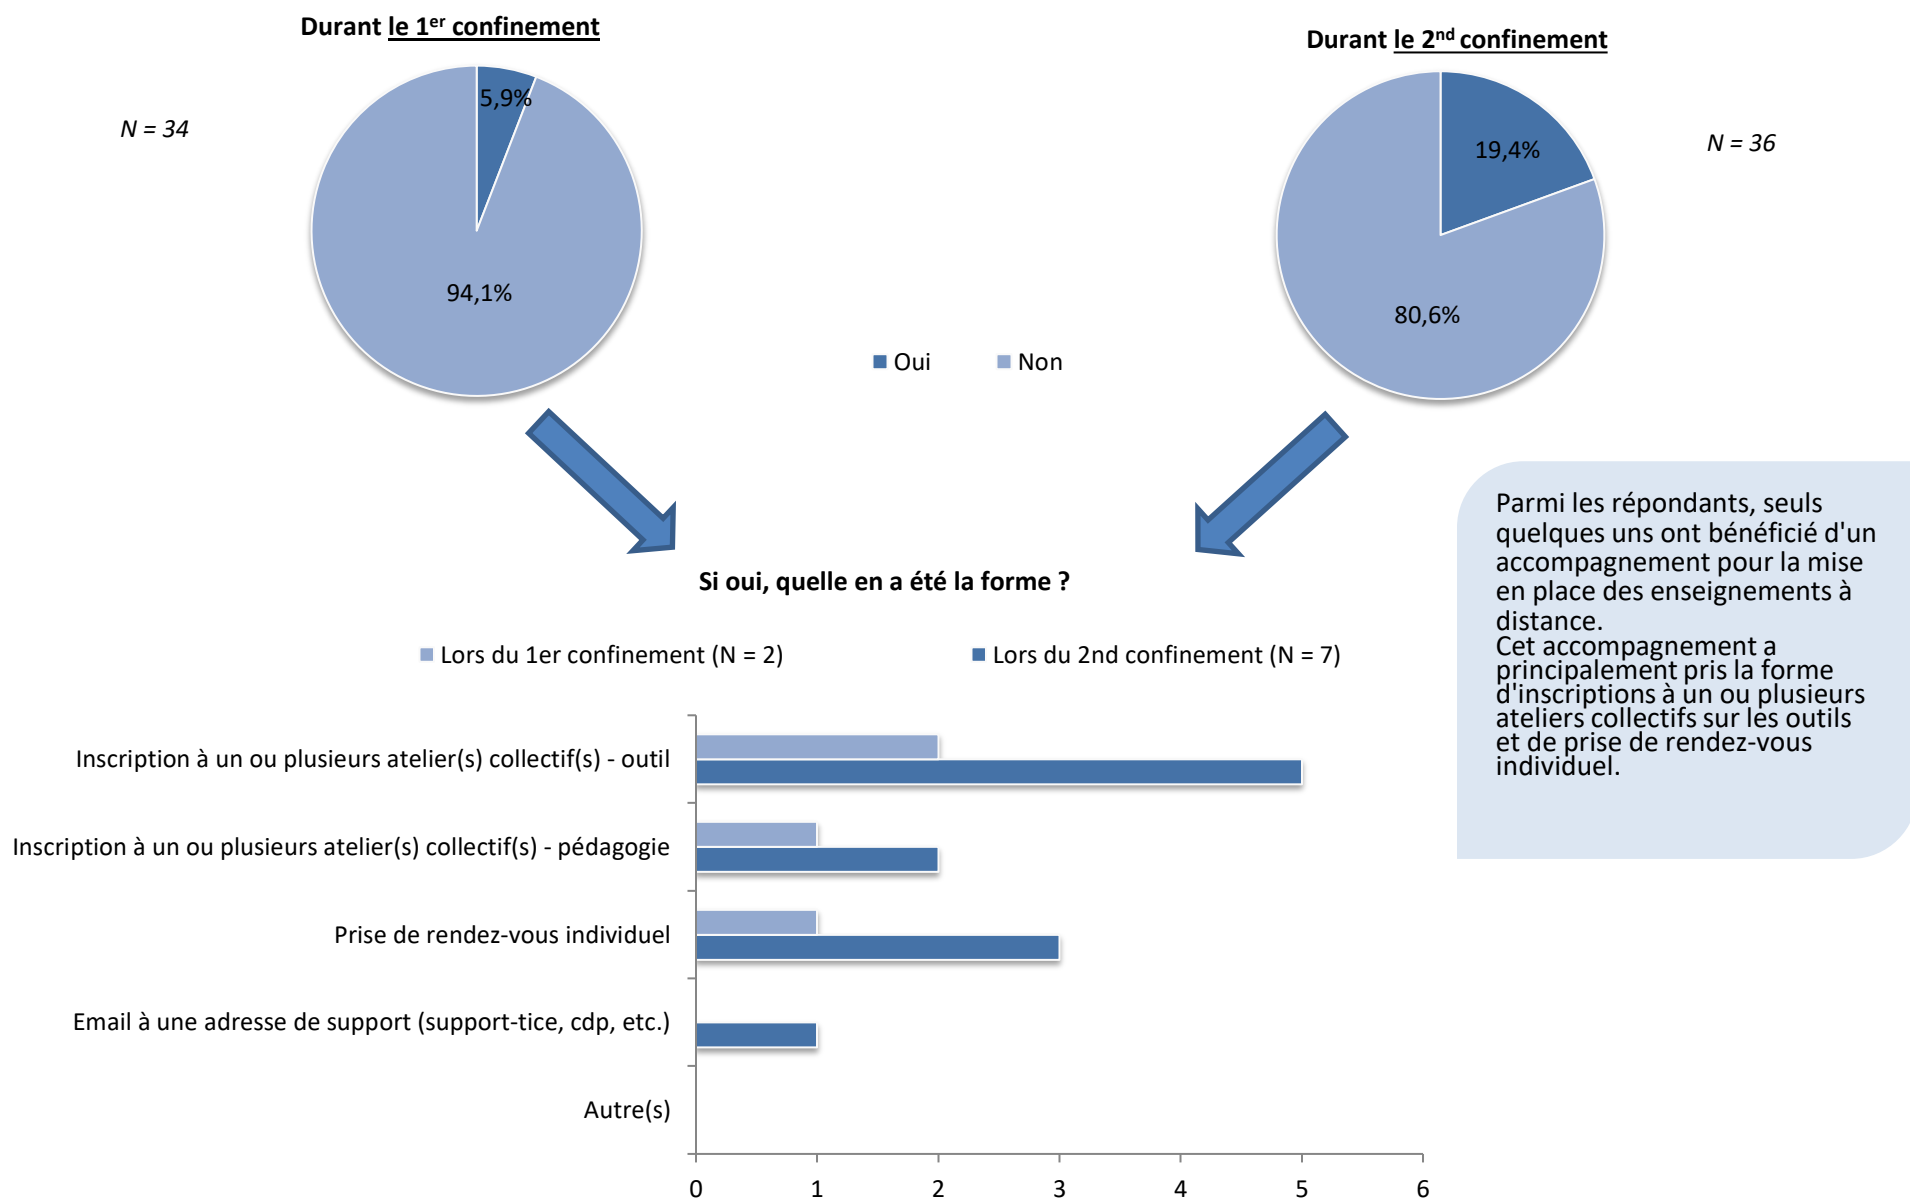 Durant le 1er confinement
Durant le 2nd confinement
N = 34
5,9%
94,1%
N = 36
19,4%
80,6%
Oui
Non
Si oui, quelle en a été la forme ?
Lors du 1er confinement (N = 2)
Lors du 2nd confinement (N = 7)
Inscription à un ou plusieurs atelier(s) collectif(s) - outil
Inscription à un ou plusieurs atelier(s) collectif(s) - pédagogie
Prise de rendez-vous individuel
Email à une adresse de support (support-tice, cdp, etc.)
Autre(s)
0 1 2 3 4 5 6
Parmi les répondants, seuls
quelques uns ont bénéficié d'un
accompagnement pour la mise
en place des enseignements à
distance.
Cet accompagnement a
principalement pris la forme
d'inscriptions à un ou plusieurs
ateliers collectifs sur les outils
et de prise de rendez-vous
individuel.